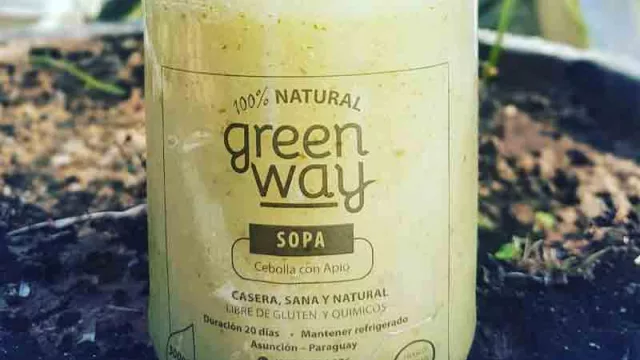 100% NATURAL
green
way
SOPA
Cebolla con Apio
CASERA, SANA Y NATURAL
LIBRE DE GLUTEN Y QUIMICOS
Duración 20 días • Mantener refrigerado
Asunción - Paraguay